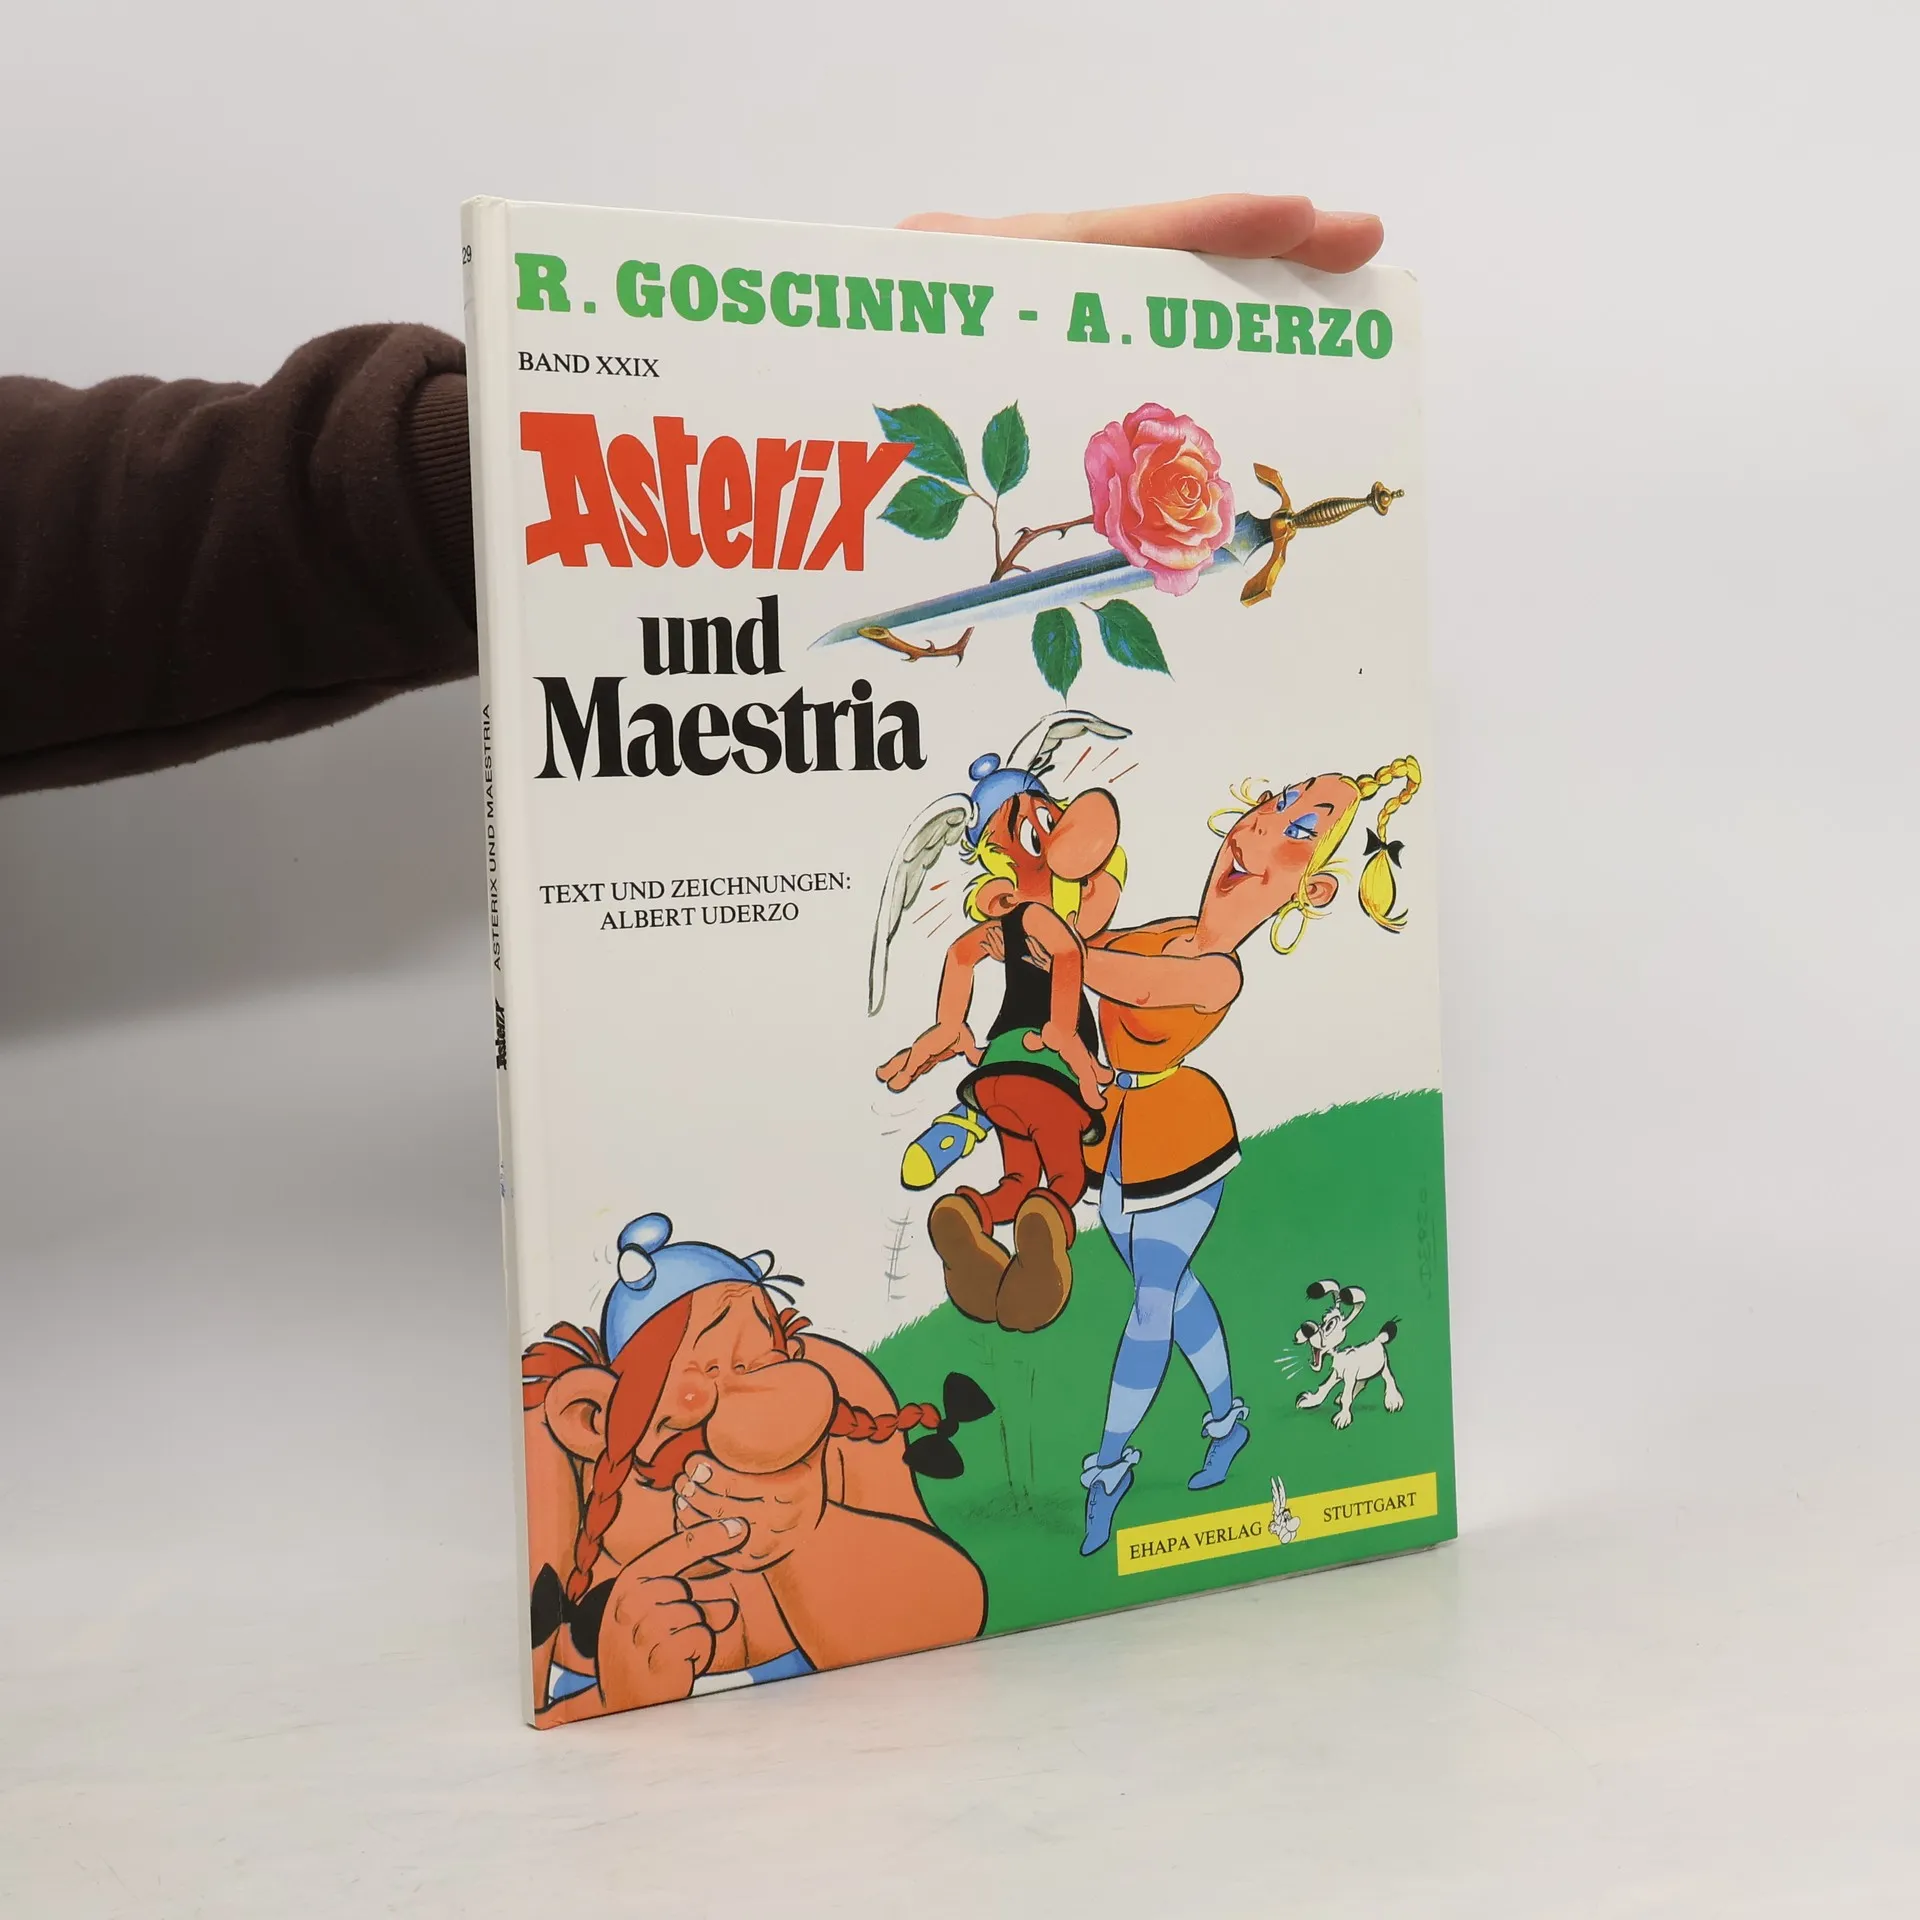 R. GOSCINNY - A. UDERZO
BAND XXIX
Asterix
und
Maestria
TEXT UND ZEICHNUNGEN:
ALBERT UDERZO
EHAPA VERLAG STUTTGART
29
ASTERIX UND MAESTRIA
Asterix
UDERZO